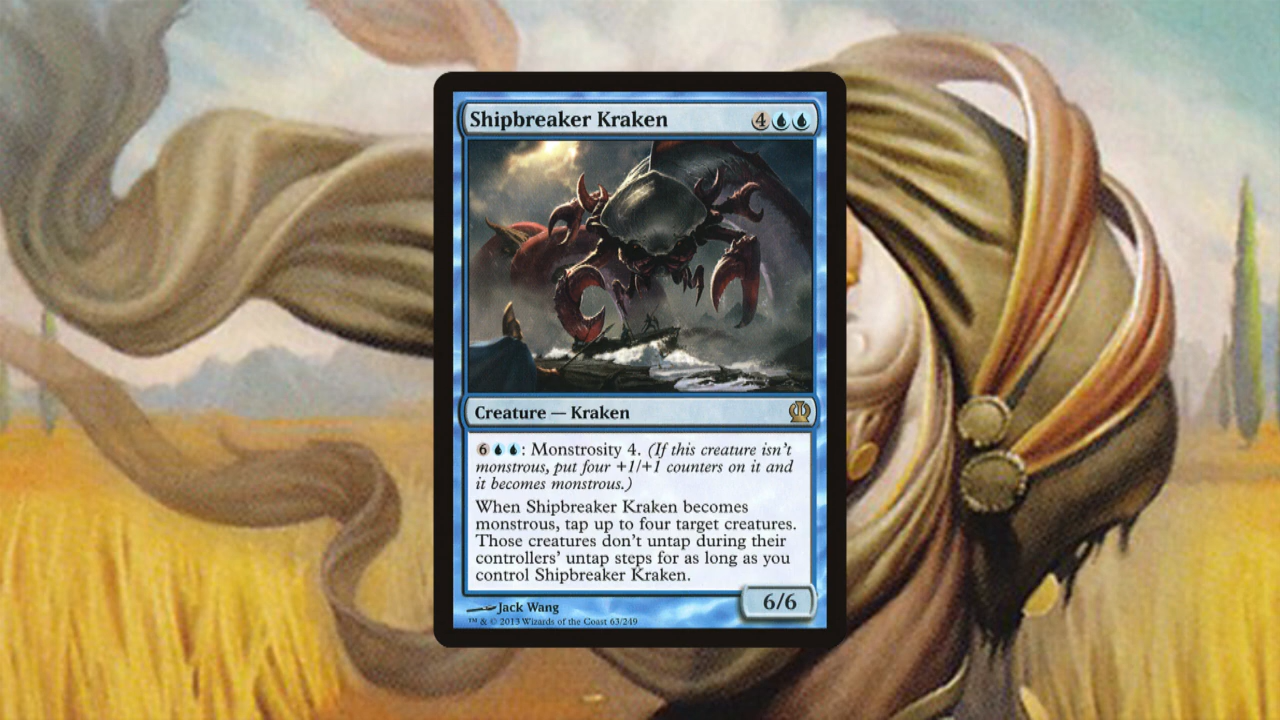 Shipbreaker Kraken 4
Creature — Kraken
6 : Monstrosity 4. (If this creature isn't
monstrous, put four +1/+1 counters on it and
it becomes monstrous.)
When Shipbreaker Kraken becomes
monstrous, tap up to four target creatures.
Those creatures don't untap during their
controllers' untap steps for as long as you
control Shipbreaker Kraken.
6/6
Jack Wang
™ & © 2013 Wizards of the Coast 63/249